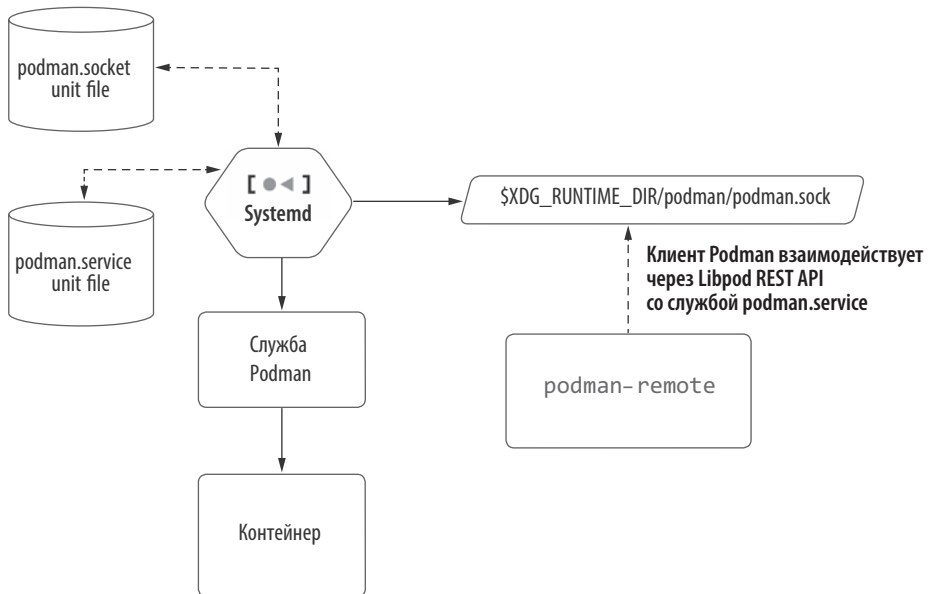 podman.socket
unit file
podman.service
unit file
[ ●◄ ]
Systemd
$XDG_RUNTIME_DIR/podman/podman.sock
Клиент Podman взаимодействует
через Libpod REST API
со службой podman.service
Служба
Podman
podman-remote
Контейнер